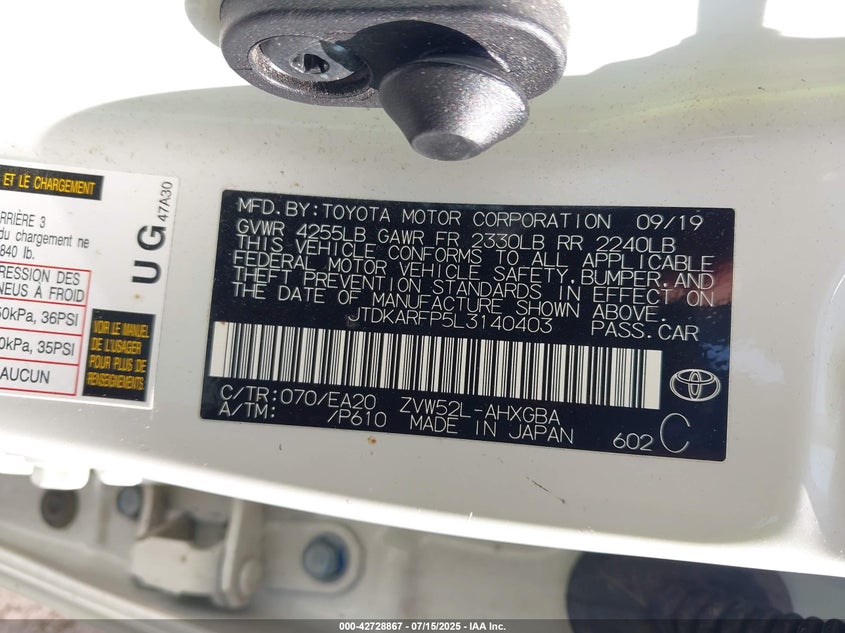 ET LE CHARGEMENT
RRIÈRE 3
du chargement ne
840 lb.
RESSION DES
NEUS À FROID
0kPa, 36PSI
0kPa, 35PSI
AUCUN
UG
47A30
VOIR LE MANUEL
DE L'USAGER
POUR PLUS DE
RENSEIGNEMENTS
MFD.BY:TOYOTA MOTOR CORPORATION 09/19
GVWR 4255LB GAWR FR 2330LB RR 2240LB
THIS VEHICLE CONFORMS TO ALL APPLICABLE
FEDERAL MOTOR VEHICLE SAFETY,BUMPER,AND
THEFT PREVENTION STANDARDS IN EFFECT ON
THE DATE OF MANUFACTURE SHOWN ABOVE.
JTDKARFP5L3140403 PASS.CAR
C/TR:070/EA20 ZVW52L-AHXGBA
A/TM: /P610 MADE IN JAPAN 602 C
000-42728867 - 07/15/2025 - IAA Inc.